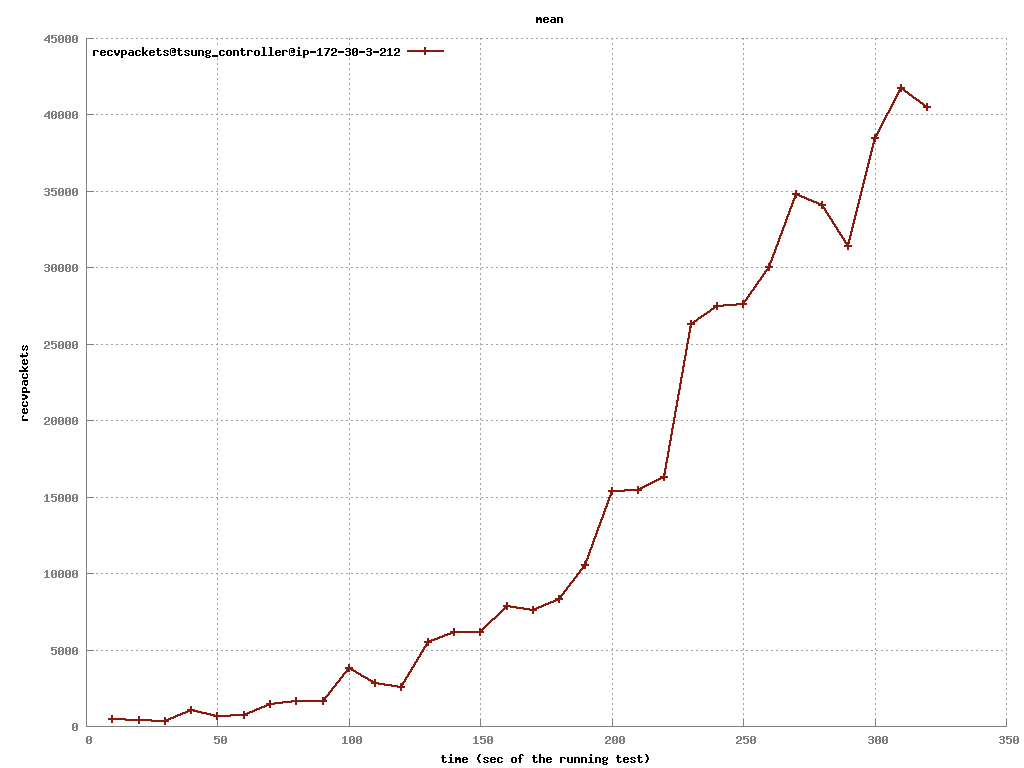 mean
45000
recvpackets@tsung_controller@ip-172-30-3-212
40000
35000
30000
25000
recvpackets
20000
15000
10000
5000
0
0 50 100 150 200 250 300 350
time (sec of the running test)